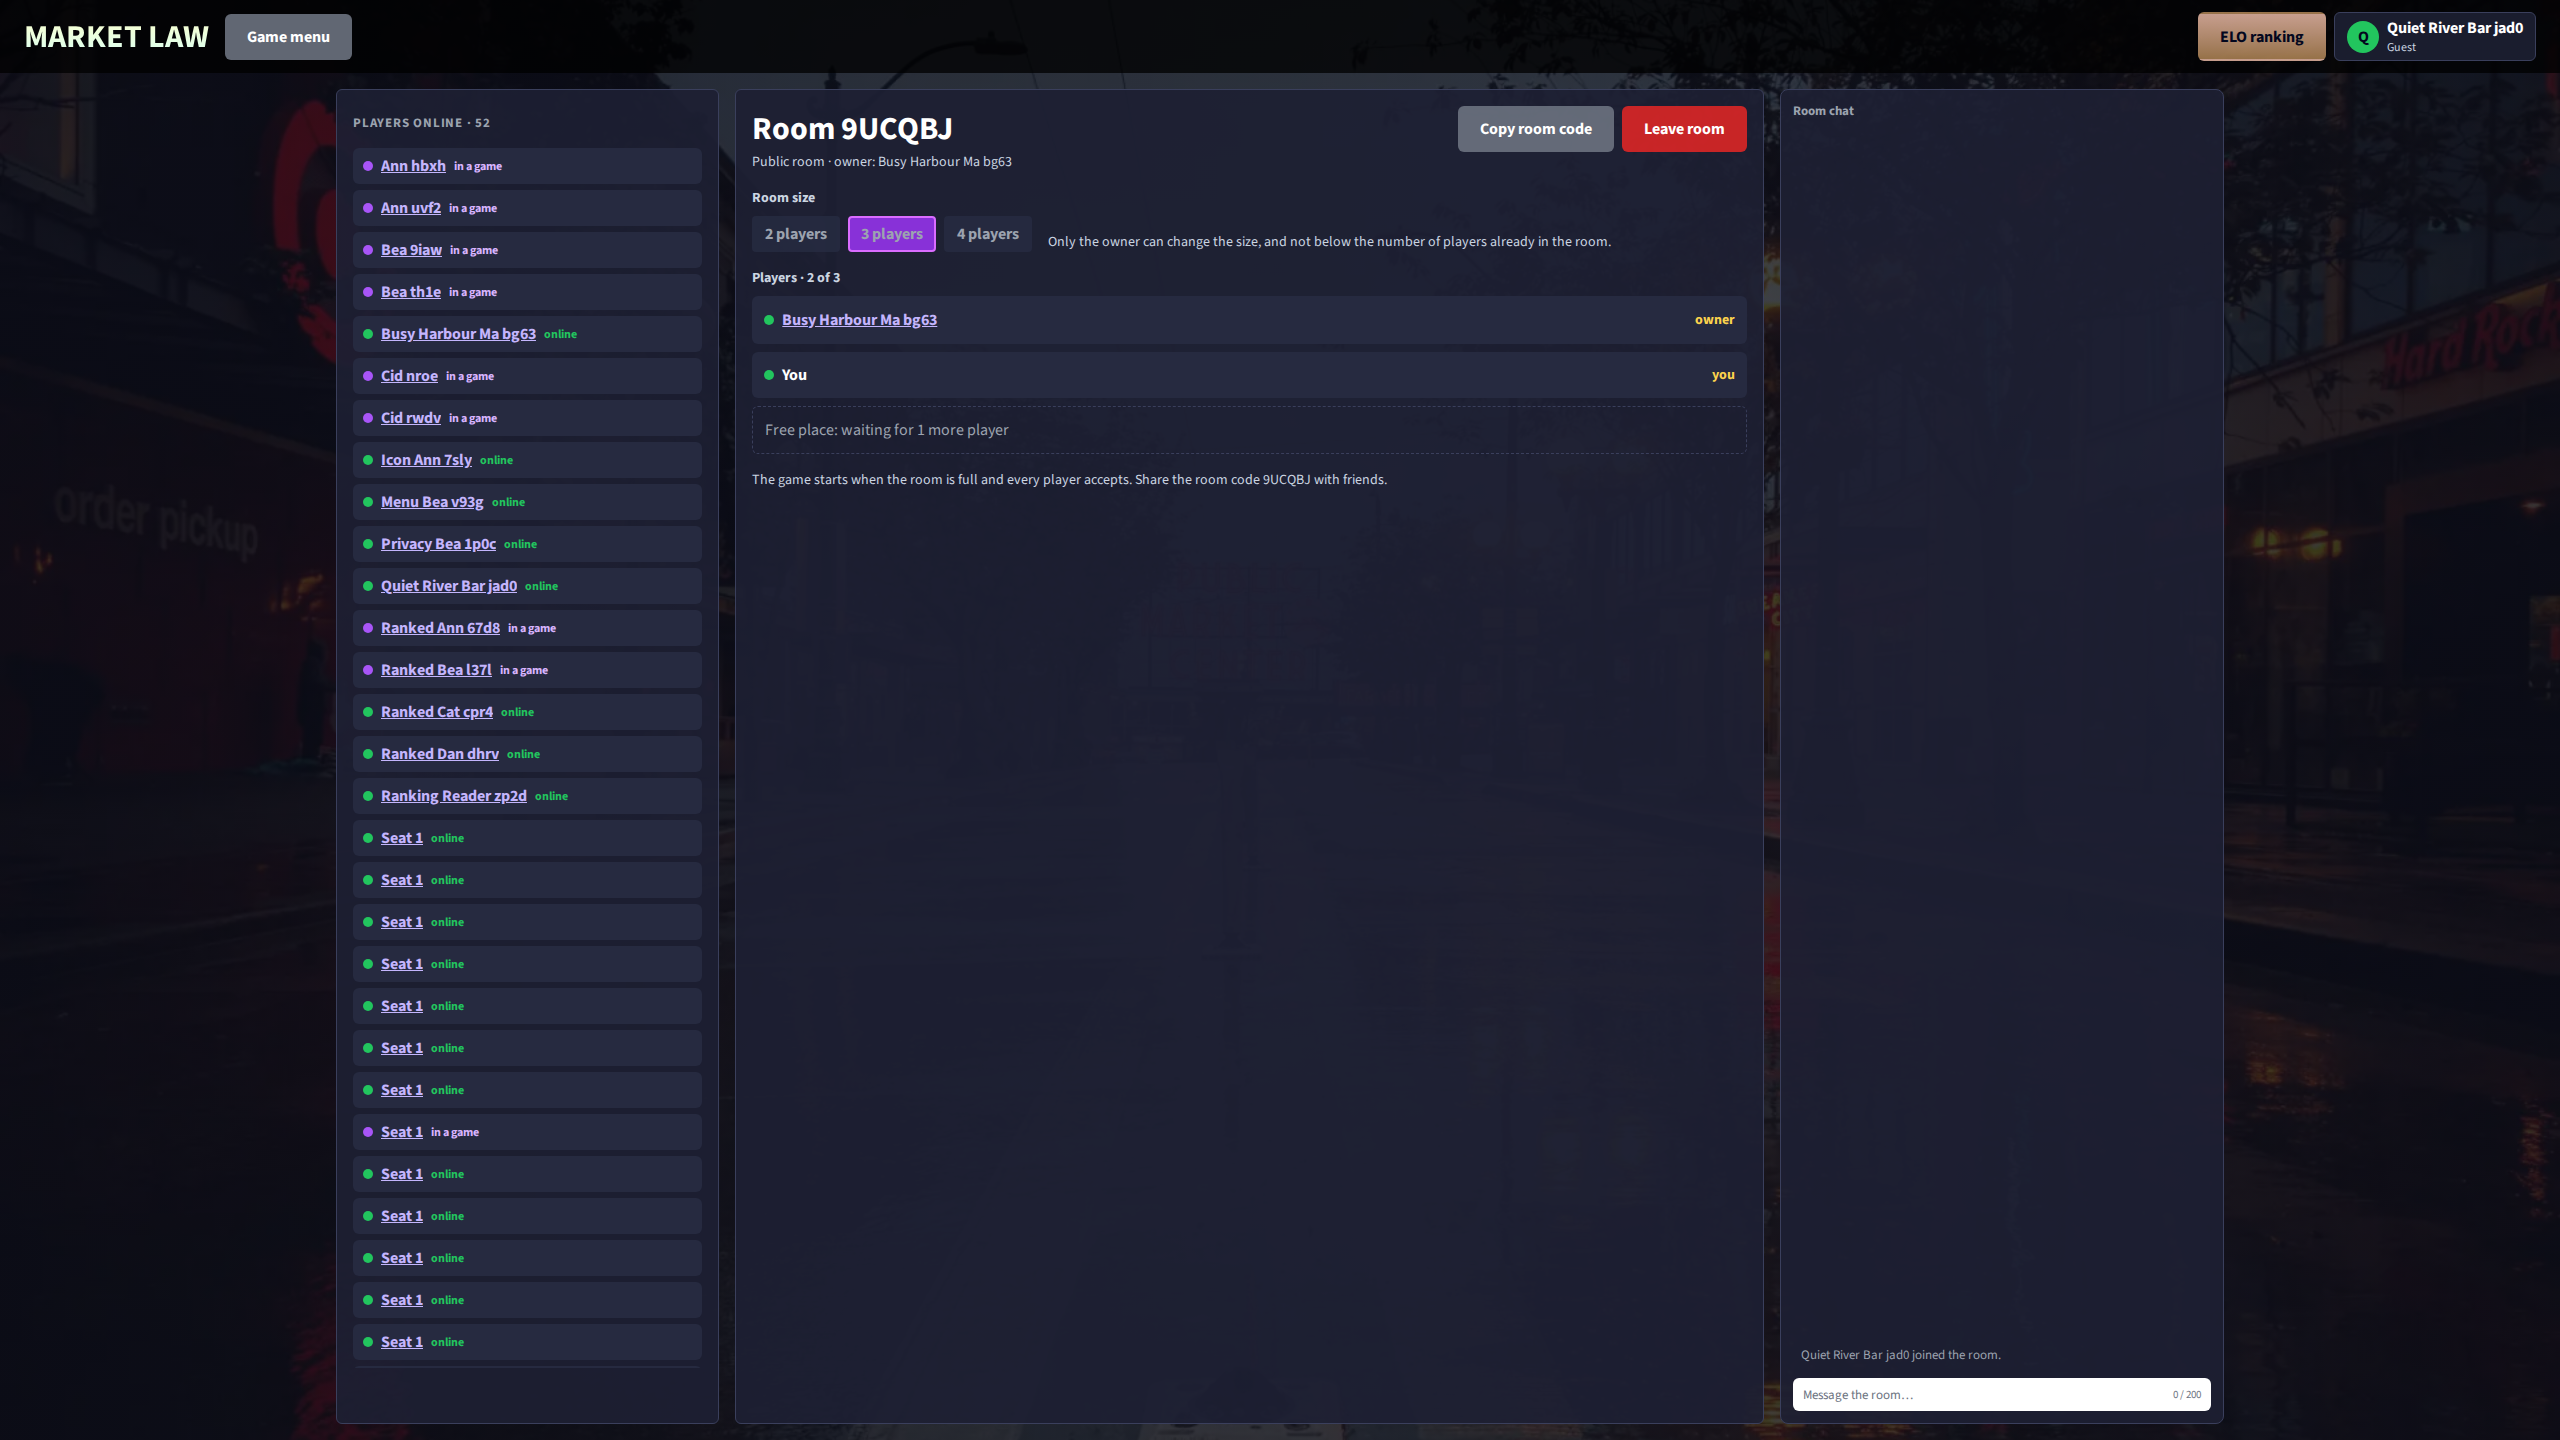 MARKET LAW
Game menu
ELO ranking
Q
Quiet River Bar jad0
Guest
PLAYERS ONLINE · 52
Ann hbxh in a game
Ann uvf2 in a game
Bea 9iaw in a game
Bea th1e in a game
Busy Harbour Ma bg63 online
Cid nroe in a game
Cid rwdv in a game
Icon Ann 7sly online
Menu Bea v93g online
Privacy Bea 1p0c online
Quiet River Bar jad0 online
Ranked Ann 67d8 in a game
Ranked Bea l37l in a game
Ranked Cat cpr4 online
Ranked Dan dhrv online
Ranking Reader zp2d online
Seat 1 online
Seat 1 online
Seat 1 online
Seat 1 online
Seat 1 online
Seat 1 online
Seat 1 online
Seat 1 in a game
Seat 1 online
Seat 1 online
Seat 1 online
Seat 1 online
Seat 1 online
Room 9UCQBJ
Copy room code
Leave room
Public room · owner: Busy Harbour Ma bg63
Room size
2 players
3 players
4 players
Only the owner can change the size, and not below the number of players already in the room.
Players · 2 of 3
Busy Harbour Ma bg63 owner
You you
Free place: waiting for 1 more player
The game starts when the room is full and every player accepts. Share the room code 9UCQBJ with friends.
Room chat
Quiet River Bar jad0 joined the room.
Message the room…
0 / 200
order pickup
Hard Rock